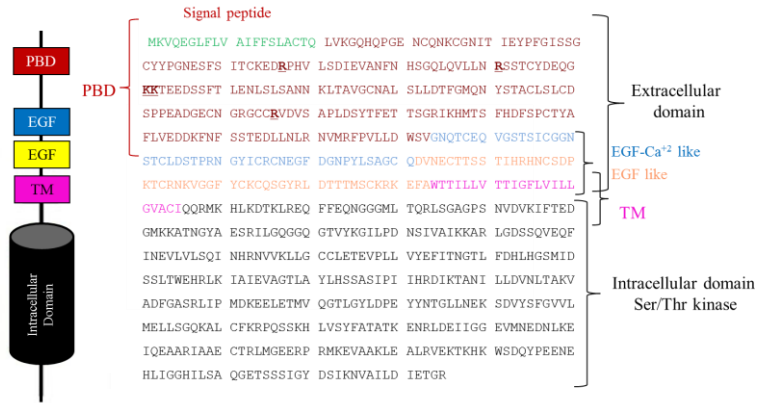 Signal peptide
MKVQEGLFLV AIFFSLACTQ LVKGQHQPGE NCQNKCGNIT IEYPFGISSG
CYYPGNESFS ITCKEDRPHV LSDIEVANFN HSGQLQVLLN RSSTCYDEQG
KKTEEDSSFT LENLSLSANN KLTAVGCNAL SLLDTFGMQN YSTACLSLCD
SPPEADGECN GRGCCRVDVS APLDSYTFET TSGRIKHMTS FHDFSPCTYA
FLVEDDKFNF SSTEDLLNLR NVMRFPVLLD WSVGNQTCEQ VGSTSICGGN
STCLDSTPRN GYICRCNEGF DGNPYLSAGC QDVNECTTSS TIHRHNCSDP
KTCRNKVGGF YCKCQSGYRL DTTTMSCKRK EFAWTTILLV TTIGFLVILL
GVACIQQRMK HLKDTKLREQ FFEQNGGGML TQRLSGAGPS NVDVKIFTED
GMKKATNGYA ESRILGQGGQ GTVYKGILPD NSIVAIKKAR LGDSSQVEQF
INEVLVLSQI NHRNVVKLLG CCLETEVPLL VYEFITNGTL FDHLHGSMID
SSLTWEHRLK IAIEVAGTLA YLHSSASIPI IHRDIKTANI LLDVNLTAKV
ADFGASRLIP MDKEELETMV QGTLGYLDPE YYNTGLLNEK SDVYSFGVVL
MELLSGQKAL CFKRPQSSKH LVSYFATATK ENRLDEIIGG EVMNEDNLKE
IQEAARIAAE CTRLMGEERP RMKEVAAKLE ALRVEKTKHK WSDQYPEENE
HLIGGHILSA QGETSSSIGY DSIKNVAILD IETGR
PBD
EGF
EGF
TM
Intracellular
Domain
PBD
Extracellular
domain
EGF-Ca+2 like
EGF like
TM
Intracellular domain
Ser/Thr kinase